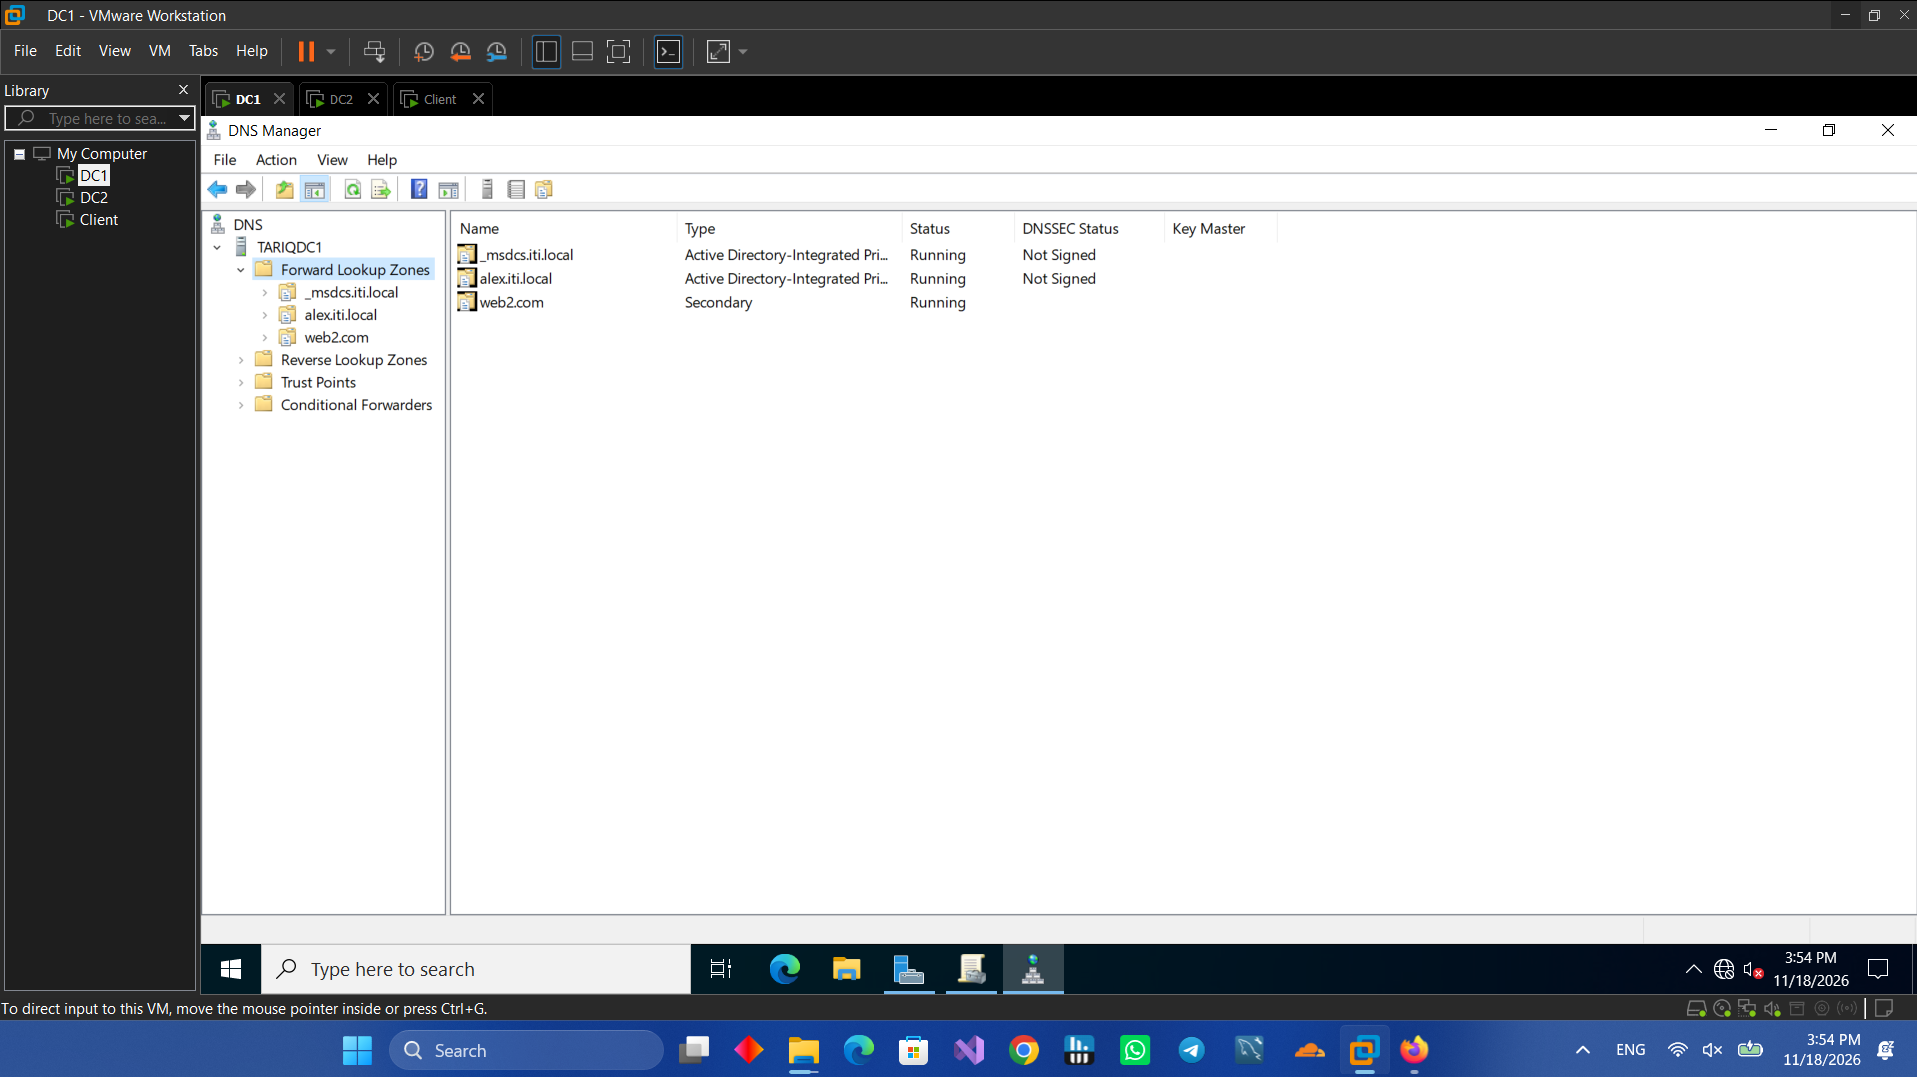 DC1 - VMware Workstation
File Edit View VM Tabs Help
Library
Type here to sea...
My Computer
DC1
DC2
Client
DC1 DC2 Client
DNS Manager
File Action View Help
DNS
TARIQDC1
Forward Lookup Zones
_msdcs.iti.local
alex.iti.local
web2.com
Reverse Lookup Zones
Trust Points
Conditional Forwarders
Name Type Status DNSSEC Status Key Master
_msdcs.iti.local Active Directory-Integrated Pri... Running Not Signed
alex.iti.local Active Directory-Integrated Pri... Running Not Signed
web2.com Secondary Running
Type here to search
3:54 PM
11/18/2026
To direct input to this VM, move the mouse pointer inside or press Ctrl+G.
Search
ENG
3:54 PM
11/18/2026